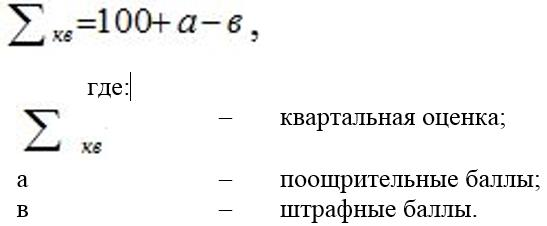 ∑ кв =100+ а – в ,
где:
∑ кв – квартальная оценка;
а – поощрительные баллы;
в – штрафные баллы.